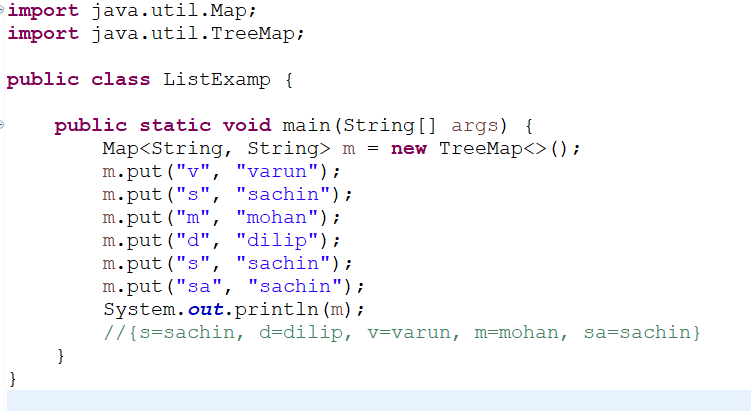 import java.util.Map;
import java.util.TreeMap;
public class ListExamp {
public static void main(String[] args) {
Map<String, String> m = new TreeMap<>();
m.put("v", "varun");
m.put("s", "sachin");
m.put("m", "mohan");
m.put("d", "dilip");
m.put("s", "sachin");
m.put("sa", "sachin");
System.out.println(m);
//{s=sachin, d=dilip, v=varun, m=mohan, sa=sachin}
}
}